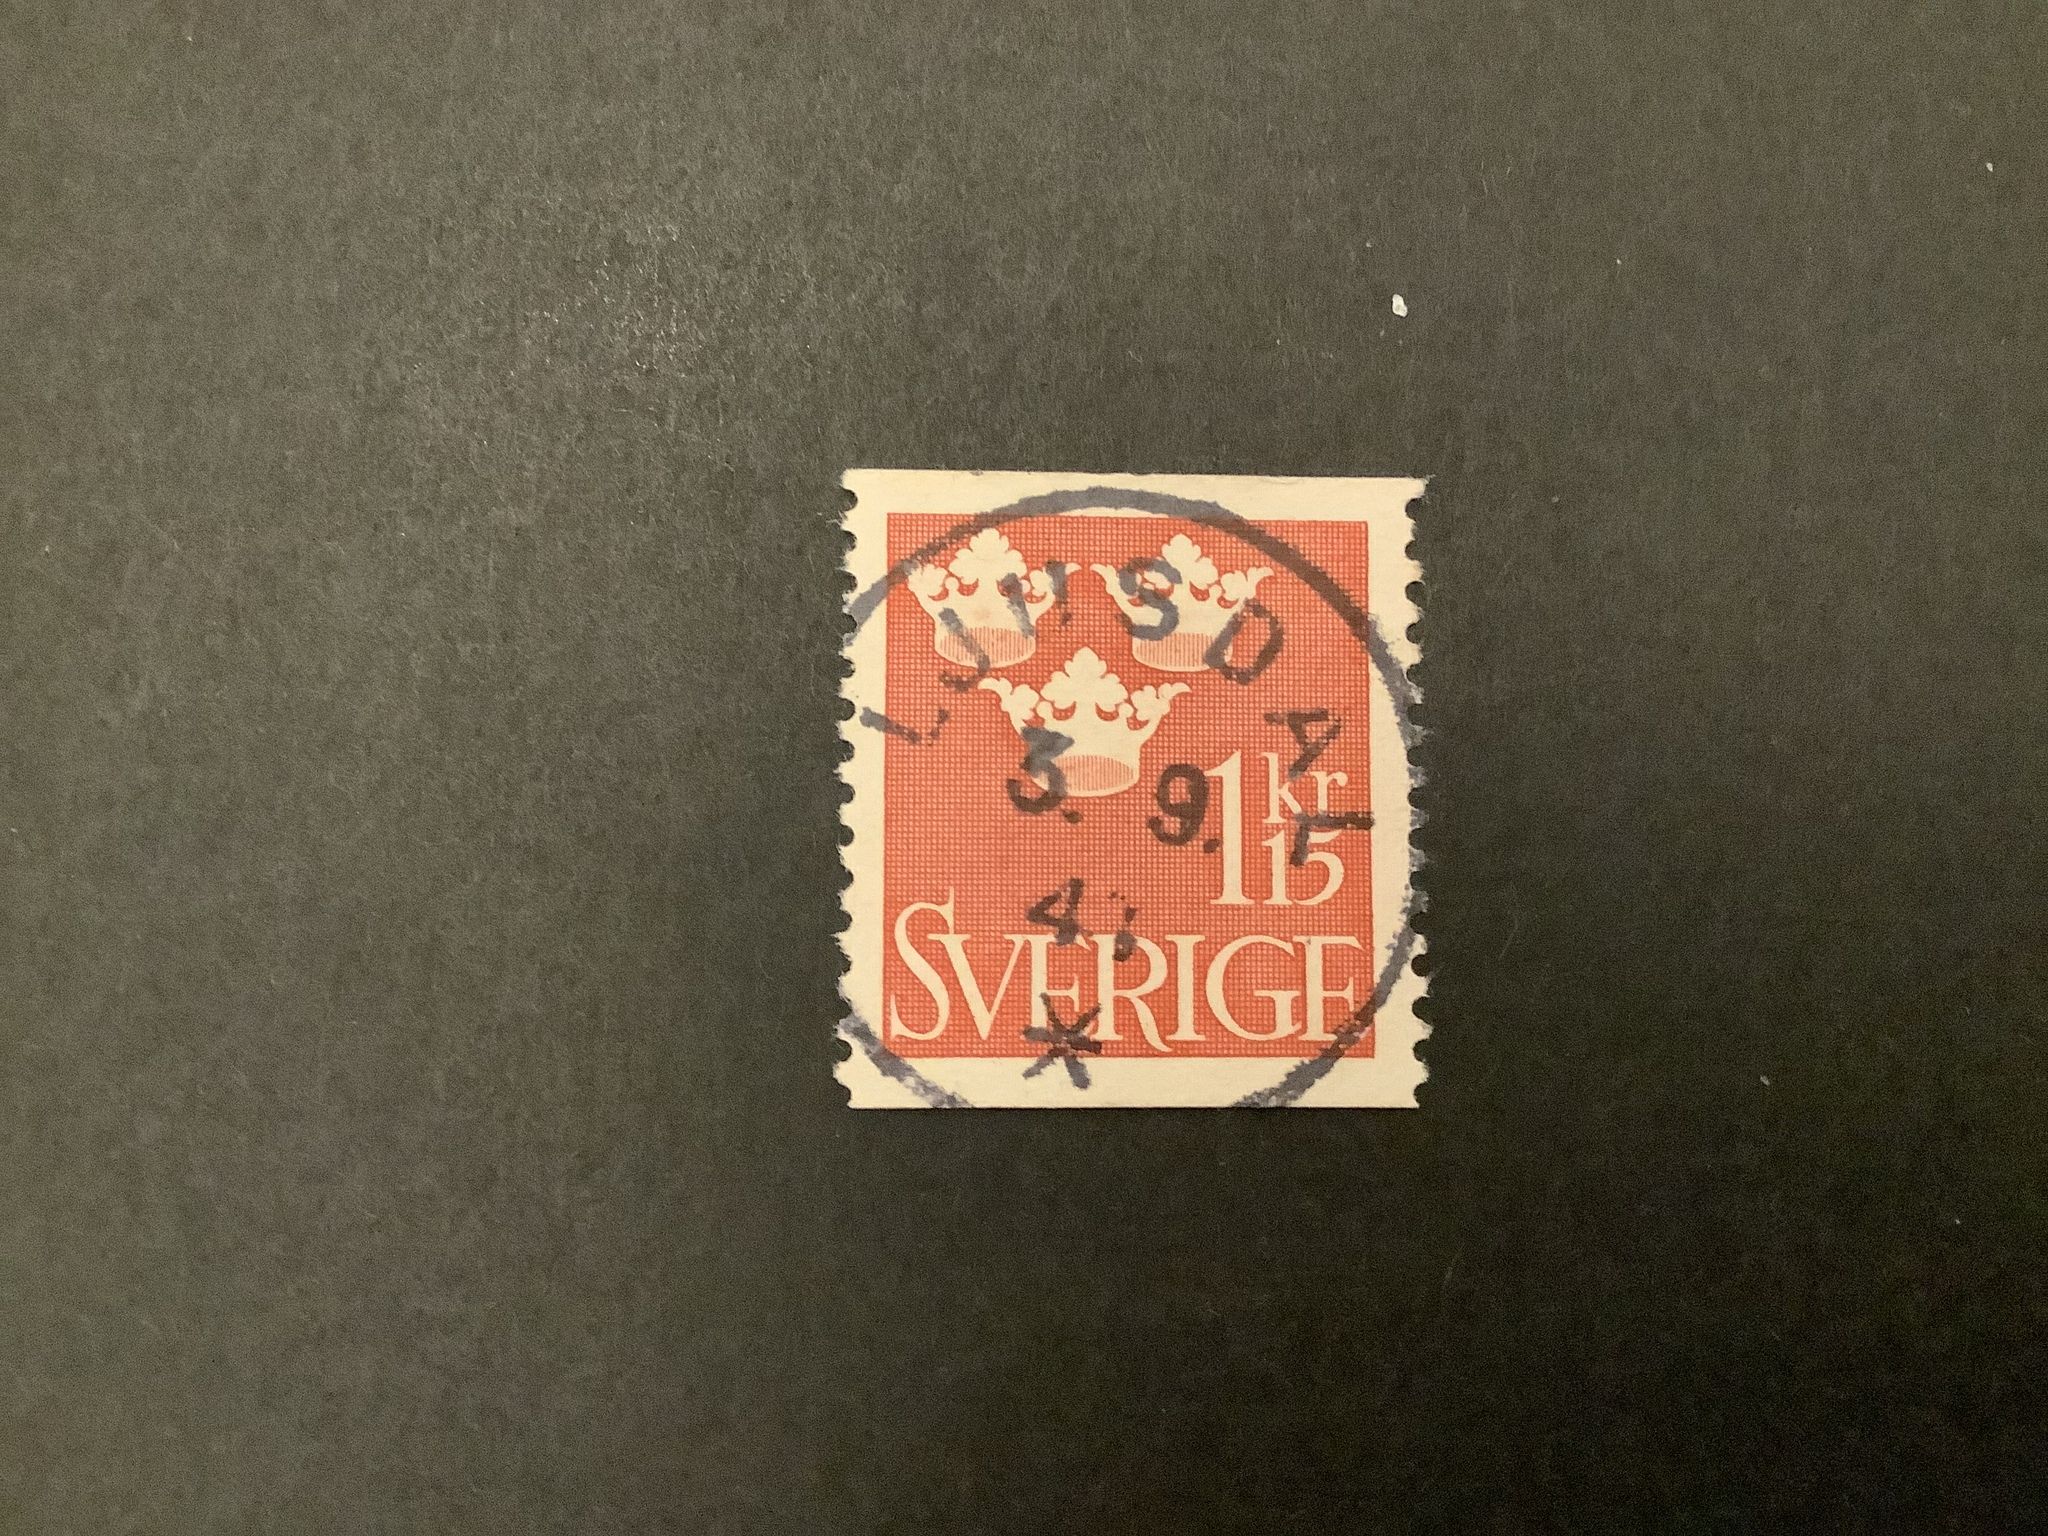 LJUSDAL
3. 9.
1 kr 15
SVERIGE
*